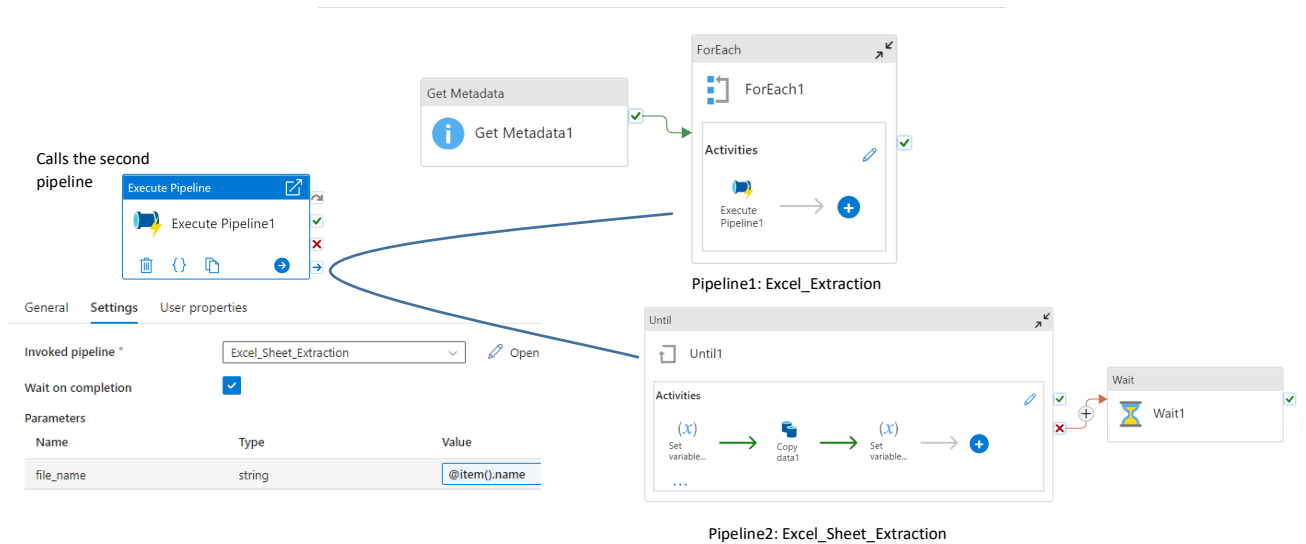 Calls the second
pipeline
Execute Pipeline
Execute Pipeline1
General Settings User properties
Invoked pipeline *
Excel_Sheet_Extraction
Open
Wait on completion
Parameters
Name Type Value
file_name string @item().name
Get Metadata
Get Metadata1
ForEach
ForEach1
Activities
Execute
Pipeline1
Pipeline1: Excel_Extraction
Until
Until1
Activities
(x)
Set
variable...
Copy
data1
(x)
Set
variable...
...
Wait
Wait1
Pipeline2: Excel_Sheet_Extraction